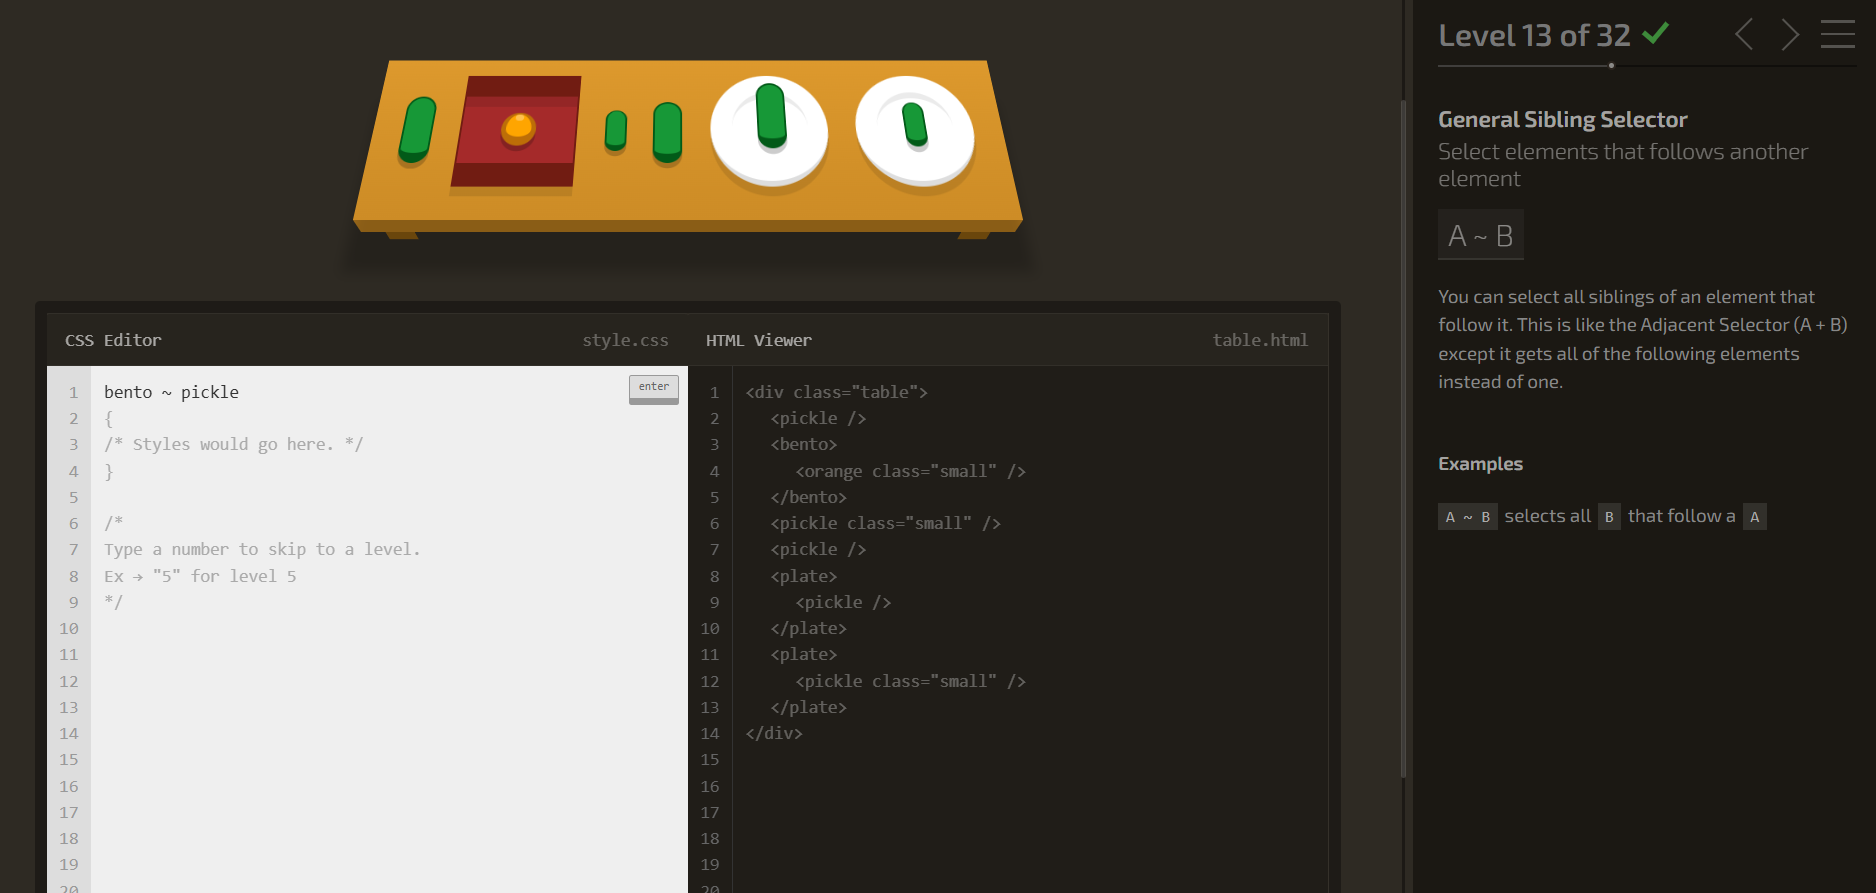 Level 13 of 32
General Sibling Selector
Select elements that follows another
element
A ~ B
You can select all siblings of an element that
follow it. This is like the Adjacent Selector (A + B)
except it gets all of the following elements
instead of one.
Examples
A ~ B selects all B that follow a A
CSS Editor style.css
enter
1 bento ~ pickle
2 {
3 /* Styles would go here. */
4 }
5
6 /*
7 Type a number to skip to a level.
8 Ex → "5" for level 5
9 */
10
11
12
13
14
15
16
17
18
19
20
HTML Viewer table.html
1 <div class="table">
2 <pickle />
3 <bento>
4 <orange class="small" />
5 </bento>
6 <pickle class="small" />
7 <pickle />
8 <plate>
9 <pickle />
10 </plate>
11 <plate>
12 <pickle class="small" />
13 </plate>
14 </div>
15
16
17
18
19
20